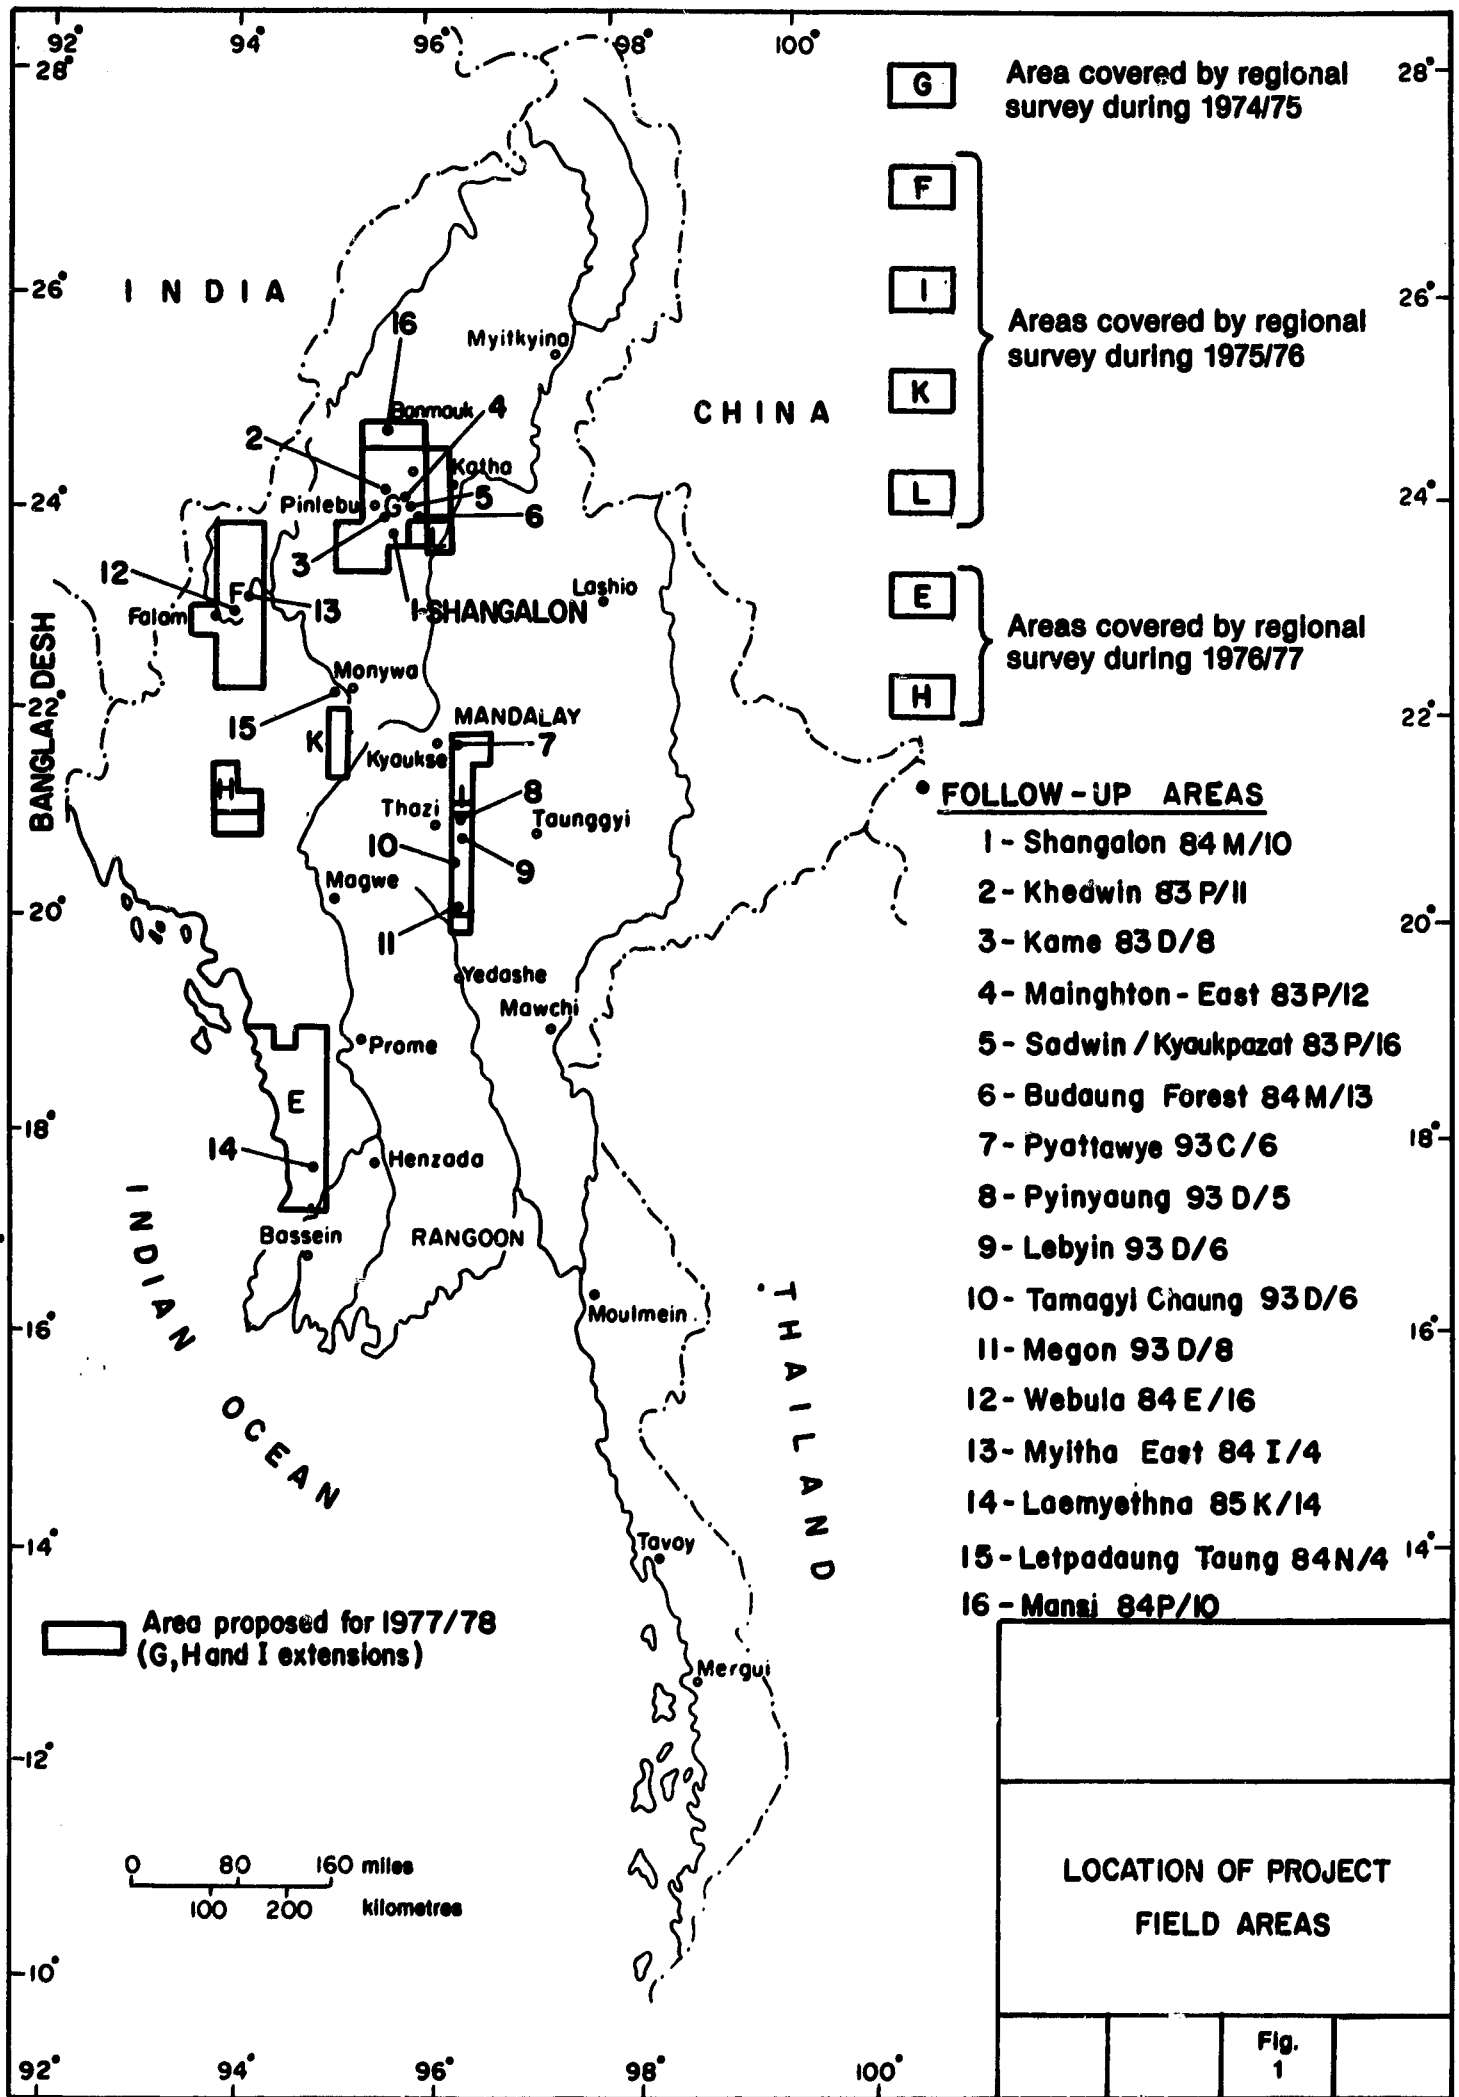 92° 94° 96° 98° 100°
28° 28°
26° 26°
24° 24°
22° 22°
20° 20°
18° 18°
16° 16°
14° 14°
12°
10°
92° 94° 96° 98° 100°
G Area covered by regional
survey during 1974/75
F
I
K
L
Areas covered by regional
survey during 1975/76
E
H
Areas covered by regional
survey during 1976/77
INDIA
CHINA
BANGLA DESH
INDIAN OCEAN
THAILAND
16
Myitkyina
Banmauk
4
2
Katha
Pinlebu
G
5
6
3
L
1-SHANGALON
12
F
13
Falam
Lashio
Monywa
15
K
MANDALAY
7
Kyaukse
H
I
8
Thazi
Taunggyi
10
9
Magwe
11
Yedashe
Mawchi
Prome
E
14
Henzada
Bassein
RANGOON
Moulmein
Tavoy
Mergui
FOLLOW-UP AREAS
1- Shangalon 84 M/10
2- Khedwin 83 P/11
3- Kame 83 D/8
4- Mainghton-East 83 P/12
5- Sadwin/Kyaukpazat 83 P/16
6- Budaung Forest 84 M/13
7- Pyattawye 93 C/6
8- Pyinyaung 93 D/5
9- Lebyin 93 D/6
10- Tamagyi Chaung 93 D/6
11- Megon 93 D/8
12- Webula 84 E/16
13- Myitha East 84 I/4
14- Laemyethna 85 K/14
15- Letpadaung Taung 84 N/4
16- Mansi 84P/10
Area proposed for 1977/78
(G, H and I extensions)
0 80 160 miles
100 200 kilometres
LOCATION OF PROJECT
FIELD AREAS
Fig.
1